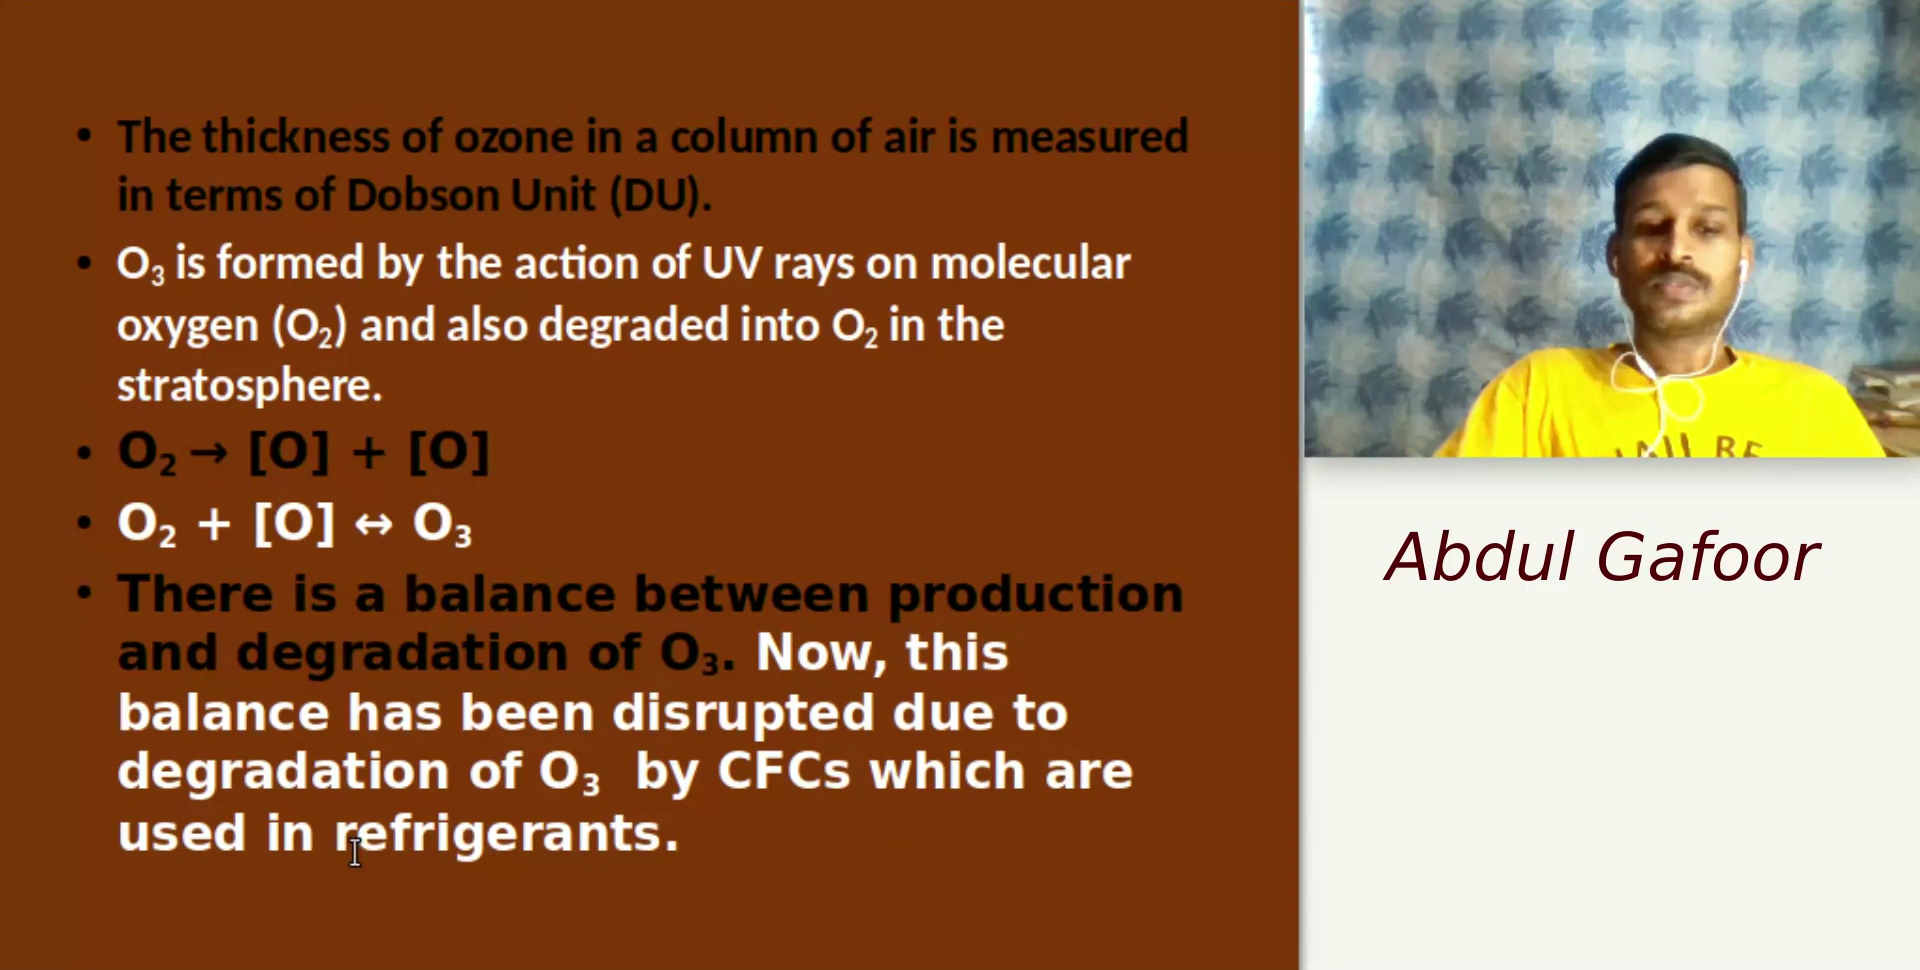 • The thickness of ozone in a column of air is measured
in terms of Dobson Unit (DU).
• O₃ is formed by the action of UV rays on molecular
oxygen (O₂) and also degraded into O₂ in the
stratosphere.
• O₂ → [O] + [O]
• O₂ + [O] ↔ O₃
• There is a balance between production
and degradation of O₃. Now, this
balance has been disrupted due to
degradation of O₃ by CFCs which are
used in refrigerants.
Abdul Gafoor